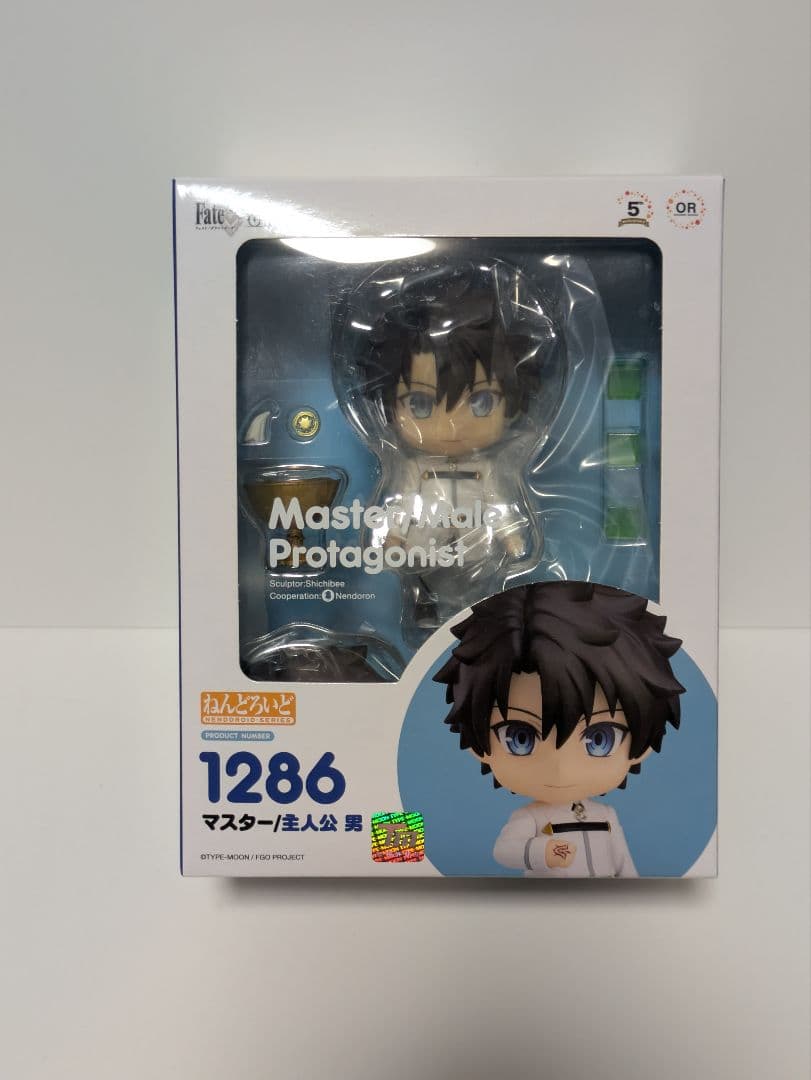 Fate
5
OR
Master/Male
Protagonist
Sculptor:Shichibee
Cooperation: Nendoron
ねんどろいど
NENDOROID-SERIES
PRODUCT NUMBER
1286
マスター/主人公 男
©TYPE-MOON / FGO PROJECT